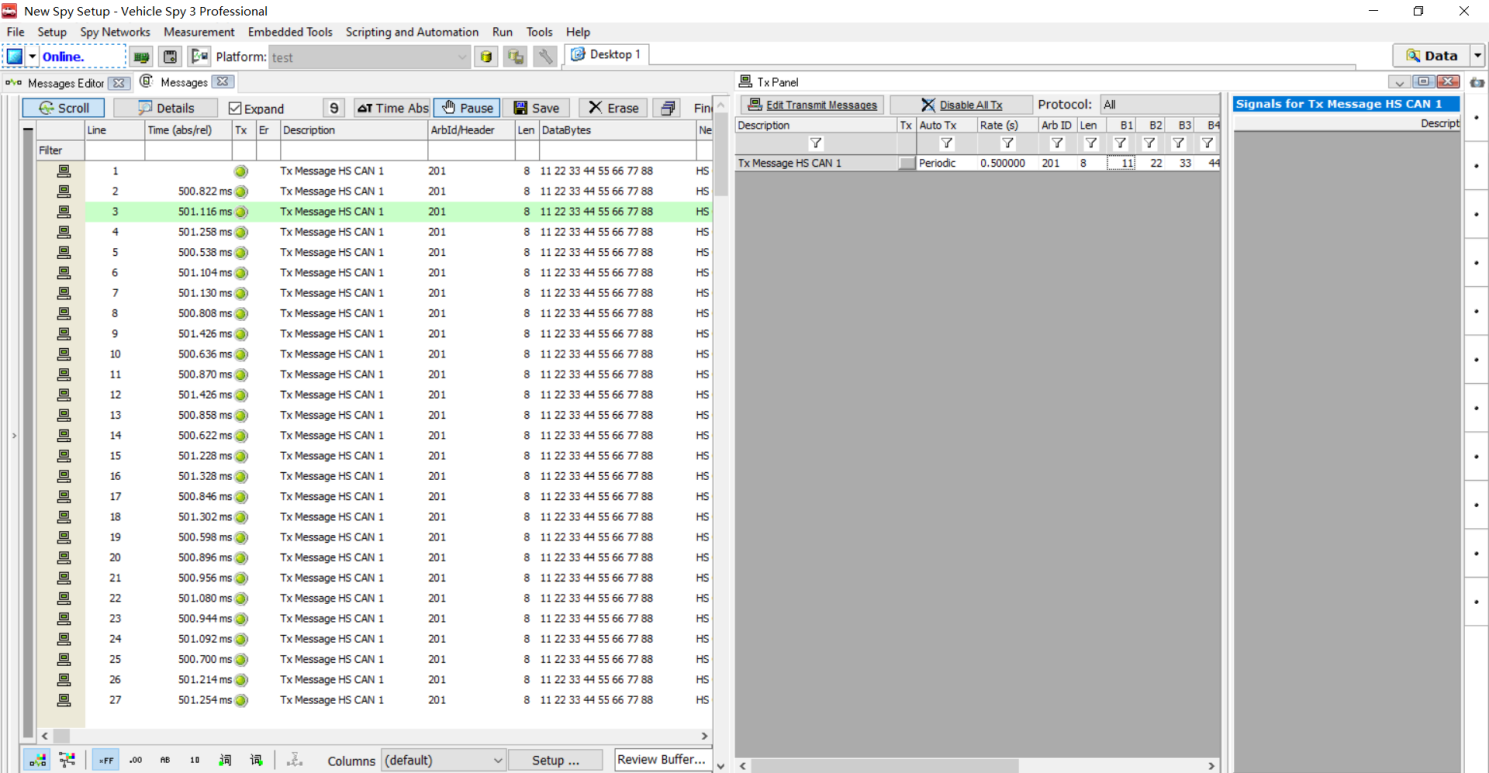 New Spy Setup - Vehicle Spy 3 Professional
File Setup Spy Networks Measurement Embedded Tools Scripting and Automation Run Tools Help
Online. Platform: test Desktop 1 Data
Messages Editor Messages
Scroll Details Expand 9 ΔT Time Abs Pause Save Erase Fin
Line Time (abs/rel) Tx Er Description ArbId/Header Len DataBytes Ne
Filter
1 Tx Message HS CAN 1 201 8 11 22 33 44 55 66 77 88 HS
2 500.822 ms Tx Message HS CAN 1 201 8 11 22 33 44 55 66 77 88 HS
3 501.116 ms Tx Message HS CAN 1 201 8 11 22 33 44 55 66 77 88 HS
4 501.258 ms Tx Message HS CAN 1 201 8 11 22 33 44 55 66 77 88 HS
5 500.538 ms Tx Message HS CAN 1 201 8 11 22 33 44 55 66 77 88 HS
6 501.104 ms Tx Message HS CAN 1 201 8 11 22 33 44 55 66 77 88 HS
7 501.130 ms Tx Message HS CAN 1 201 8 11 22 33 44 55 66 77 88 HS
8 500.808 ms Tx Message HS CAN 1 201 8 11 22 33 44 55 66 77 88 HS
9 501.426 ms Tx Message HS CAN 1 201 8 11 22 33 44 55 66 77 88 HS
10 500.636 ms Tx Message HS CAN 1 201 8 11 22 33 44 55 66 77 88 HS
11 500.870 ms Tx Message HS CAN 1 201 8 11 22 33 44 55 66 77 88 HS
12 501.426 ms Tx Message HS CAN 1 201 8 11 22 33 44 55 66 77 88 HS
13 500.858 ms Tx Message HS CAN 1 201 8 11 22 33 44 55 66 77 88 HS
14 500.622 ms Tx Message HS CAN 1 201 8 11 22 33 44 55 66 77 88 HS
15 501.228 ms Tx Message HS CAN 1 201 8 11 22 33 44 55 66 77 88 HS
16 501.328 ms Tx Message HS CAN 1 201 8 11 22 33 44 55 66 77 88 HS
17 500.846 ms Tx Message HS CAN 1 201 8 11 22 33 44 55 66 77 88 HS
18 501.302 ms Tx Message HS CAN 1 201 8 11 22 33 44 55 66 77 88 HS
19 500.598 ms Tx Message HS CAN 1 201 8 11 22 33 44 55 66 77 88 HS
20 500.896 ms Tx Message HS CAN 1 201 8 11 22 33 44 55 66 77 88 HS
21 500.956 ms Tx Message HS CAN 1 201 8 11 22 33 44 55 66 77 88 HS
22 501.080 ms Tx Message HS CAN 1 201 8 11 22 33 44 55 66 77 88 HS
23 500.944 ms Tx Message HS CAN 1 201 8 11 22 33 44 55 66 77 88 HS
24 501.092 ms Tx Message HS CAN 1 201 8 11 22 33 44 55 66 77 88 HS
25 500.700 ms Tx Message HS CAN 1 201 8 11 22 33 44 55 66 77 88 HS
26 501.214 ms Tx Message HS CAN 1 201 8 11 22 33 44 55 66 77 88 HS
27 501.254 ms Tx Message HS CAN 1 201 8 11 22 33 44 55 66 77 88 HS
=FF .00 AB 10 词 词 Columns (default) Setup ... Review Buffer...
Tx Panel
Edit Transmit Messages Disable All Tx Protocol: All
Description Tx Auto Tx Rate (s) Arb ID Len B1 B2 B3 B4
Tx Message HS CAN 1 Periodic 0.500000 201 8 11 22 33 44
Signals for Tx Message HS CAN 1
Descript